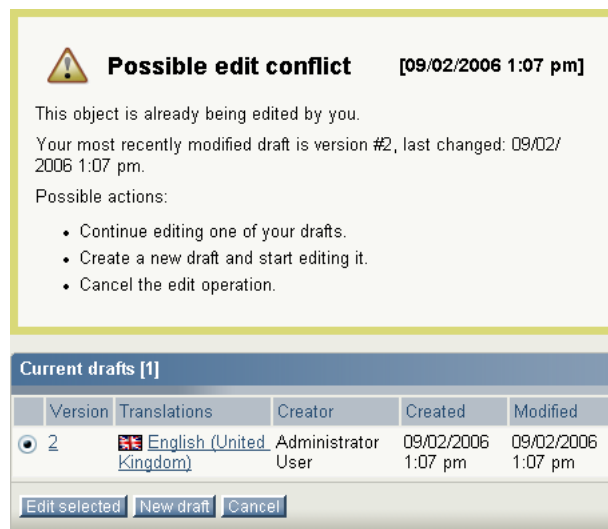 Possible edit conflict [09/02/2006 1:07 pm]
This object is already being edited by you.
Your most recently modified draft is version #2, last changed: 09/02/
2006 1:07 pm.
Possible actions:
• Continue editing one of your drafts.
• Create a new draft and start editing it.
• Cancel the edit operation.
Current drafts [1]
Version Translations Creator Created Modified
2 English (United Administrator 09/02/2006 09/02/2006
Kingdom) User 1:07 pm 1:07 pm
Edit selected New draft Cancel